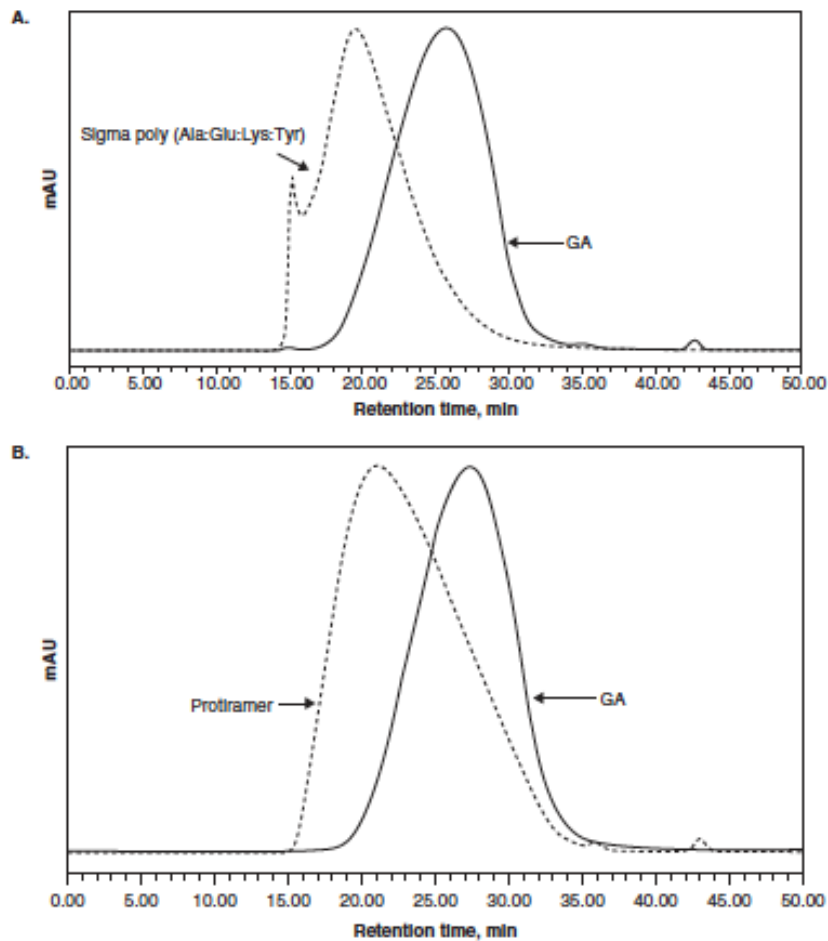 A.
Sigma poly (Ala:Glu:Lys:Tyr)
GA
mAU
0.00 5.00 10.00 15.00 20.00 25.00 30.00 35.00 40.00 45.00 50.00
Retention time, min
B.
Protiramer
GA
mAU
0.00 5.00 10.00 15.00 20.00 25.00 30.00 35.00 40.00 45.00 50.00
Retention time, min